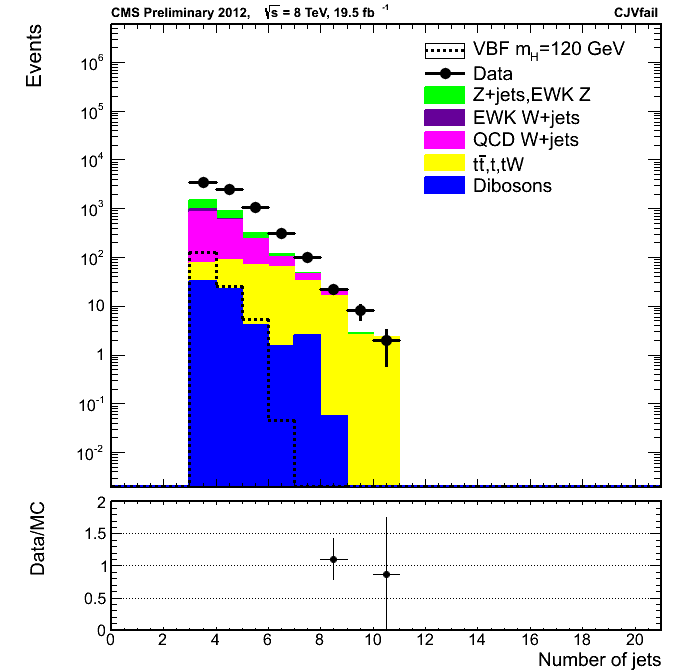 CMS Preliminary 2012, √s = 8 TeV, 19.5 fb⁻¹ CJVfail
Events
VBF m_H=120 GeV
Data
Z+jets,EWK Z
EWK W+jets
QCD W+jets
tt̄,t,tW
Dibosons
10⁶
10⁵
10⁴
10³
10²
10
1
10⁻¹
10⁻²
Data/MC
2
1.5
1
0.5
0
0 2 4 6 8 10 12 14 16 18 20
Number of jets